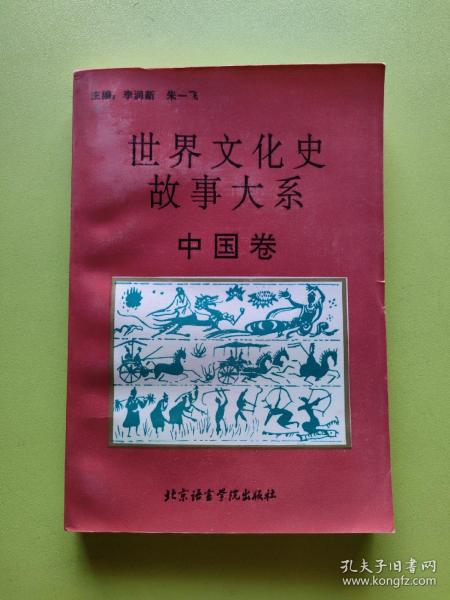 主编：李润新 朱一飞
世界文化史
故事大系
中国卷
北京语言学院出版社
孔夫子旧书网
www.kongfz.com